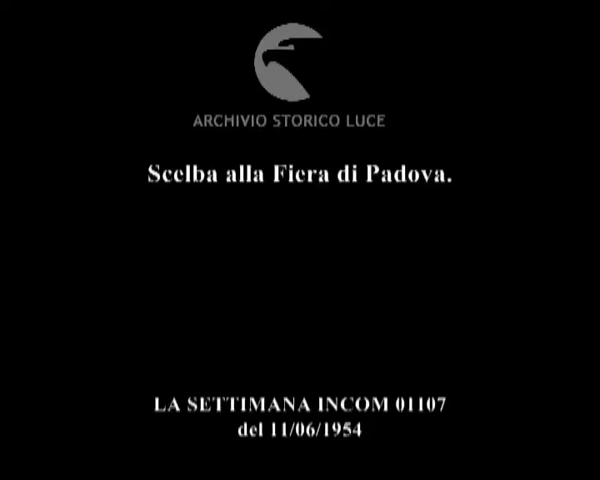 ARCHIVIO STORICO LUCE
Scelba alla Fiera di Padova.
LA SETTIMANA INCOM 01107
del 11/06/1954